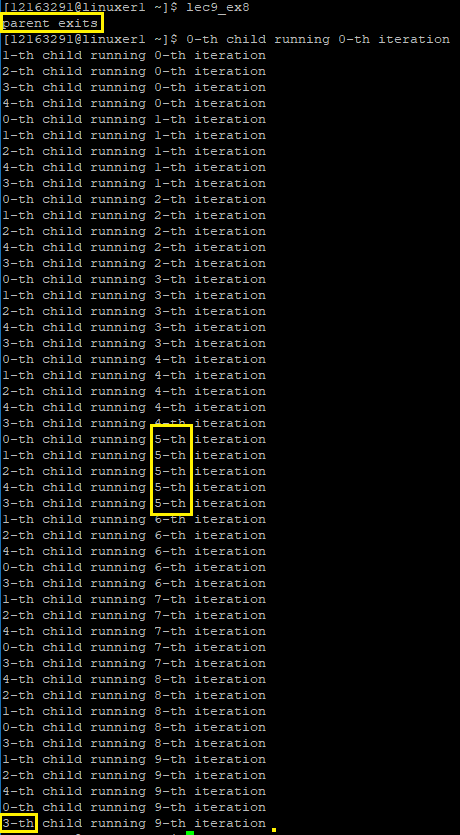 [12163291@linuxer1 ~]$ lec9_ex8
parent exits
[12163291@linuxer1 ~]$ 0-th child running 0-th iteration
1-th child running 0-th iteration
2-th child running 0-th iteration
3-th child running 0-th iteration
4-th child running 0-th iteration
0-th child running 1-th iteration
1-th child running 1-th iteration
2-th child running 1-th iteration
4-th child running 1-th iteration
3-th child running 1-th iteration
0-th child running 2-th iteration
1-th child running 2-th iteration
2-th child running 2-th iteration
4-th child running 2-th iteration
3-th child running 2-th iteration
0-th child running 3-th iteration
1-th child running 3-th iteration
2-th child running 3-th iteration
4-th child running 3-th iteration
3-th child running 3-th iteration
0-th child running 4-th iteration
1-th child running 4-th iteration
2-th child running 4-th iteration
4-th child running 4-th iteration
3-th child running 4-th iteration
0-th child running 5-th iteration
1-th child running 5-th iteration
2-th child running 5-th iteration
4-th child running 5-th iteration
3-th child running 5-th iteration
1-th child running 6-th iteration
2-th child running 6-th iteration
4-th child running 6-th iteration
0-th child running 6-th iteration
3-th child running 6-th iteration
1-th child running 7-th iteration
2-th child running 7-th iteration
4-th child running 7-th iteration
0-th child running 7-th iteration
3-th child running 7-th iteration
4-th child running 8-th iteration
2-th child running 8-th iteration
1-th child running 8-th iteration
0-th child running 8-th iteration
3-th child running 8-th iteration
1-th child running 9-th iteration
2-th child running 9-th iteration
4-th child running 9-th iteration
0-th child running 9-th iteration
3-th child running 9-th iteration